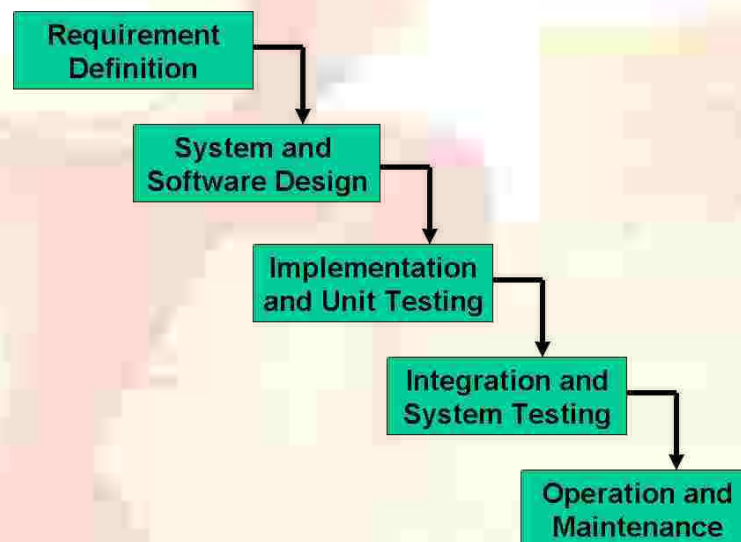 Requirement
Definition
System and
Software Design
Implementation
and Unit Testing
Integration and
System Testing
Operation and
Maintenance